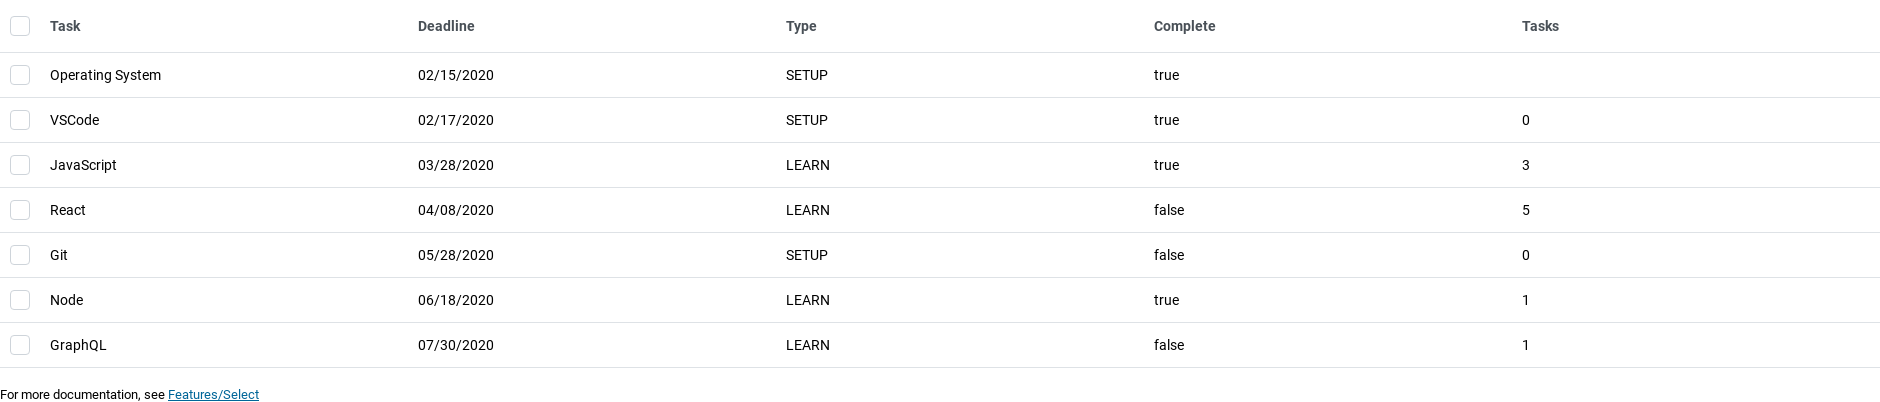 Task Deadline Type Complete Tasks
Operating System 02/15/2020 SETUP true
VSCode 02/17/2020 SETUP true 0
JavaScript 03/28/2020 LEARN true 3
React 04/08/2020 LEARN false 5
Git 05/28/2020 SETUP false 0
Node 06/18/2020 LEARN true 1
GraphQL 07/30/2020 LEARN false 1
For more documentation, see Features/Select